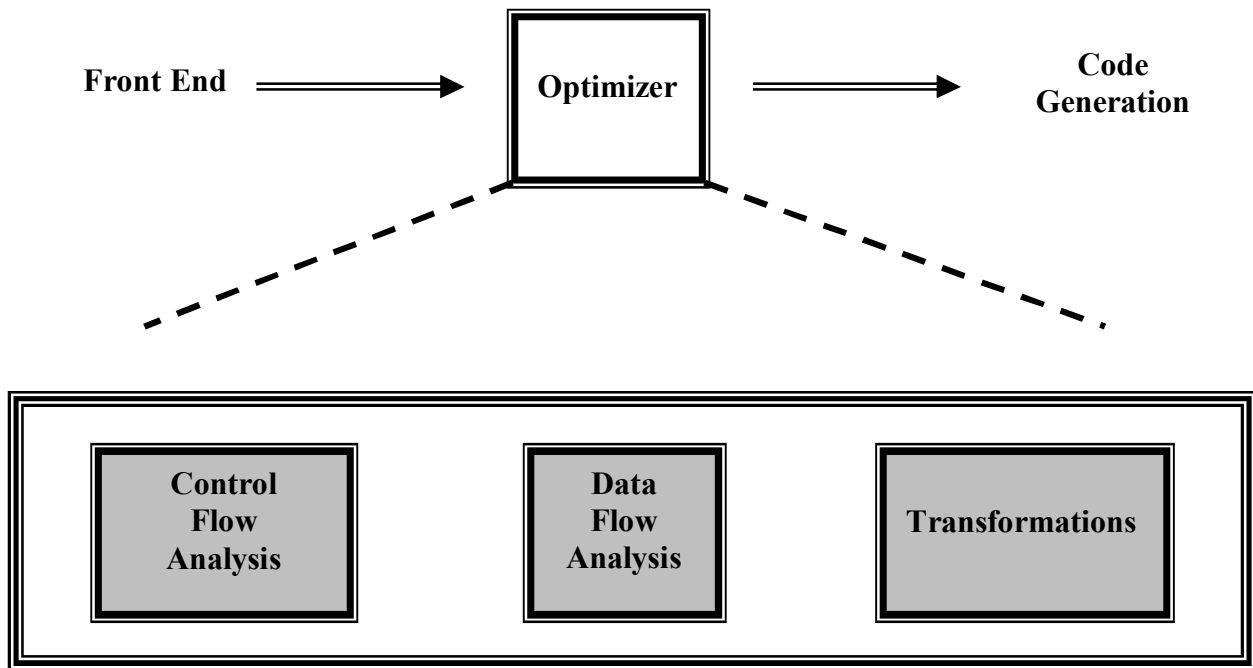 Front End
Optimizer
Code
Generation
Control
Flow
Analysis
Data
Flow
Analysis
Transformations